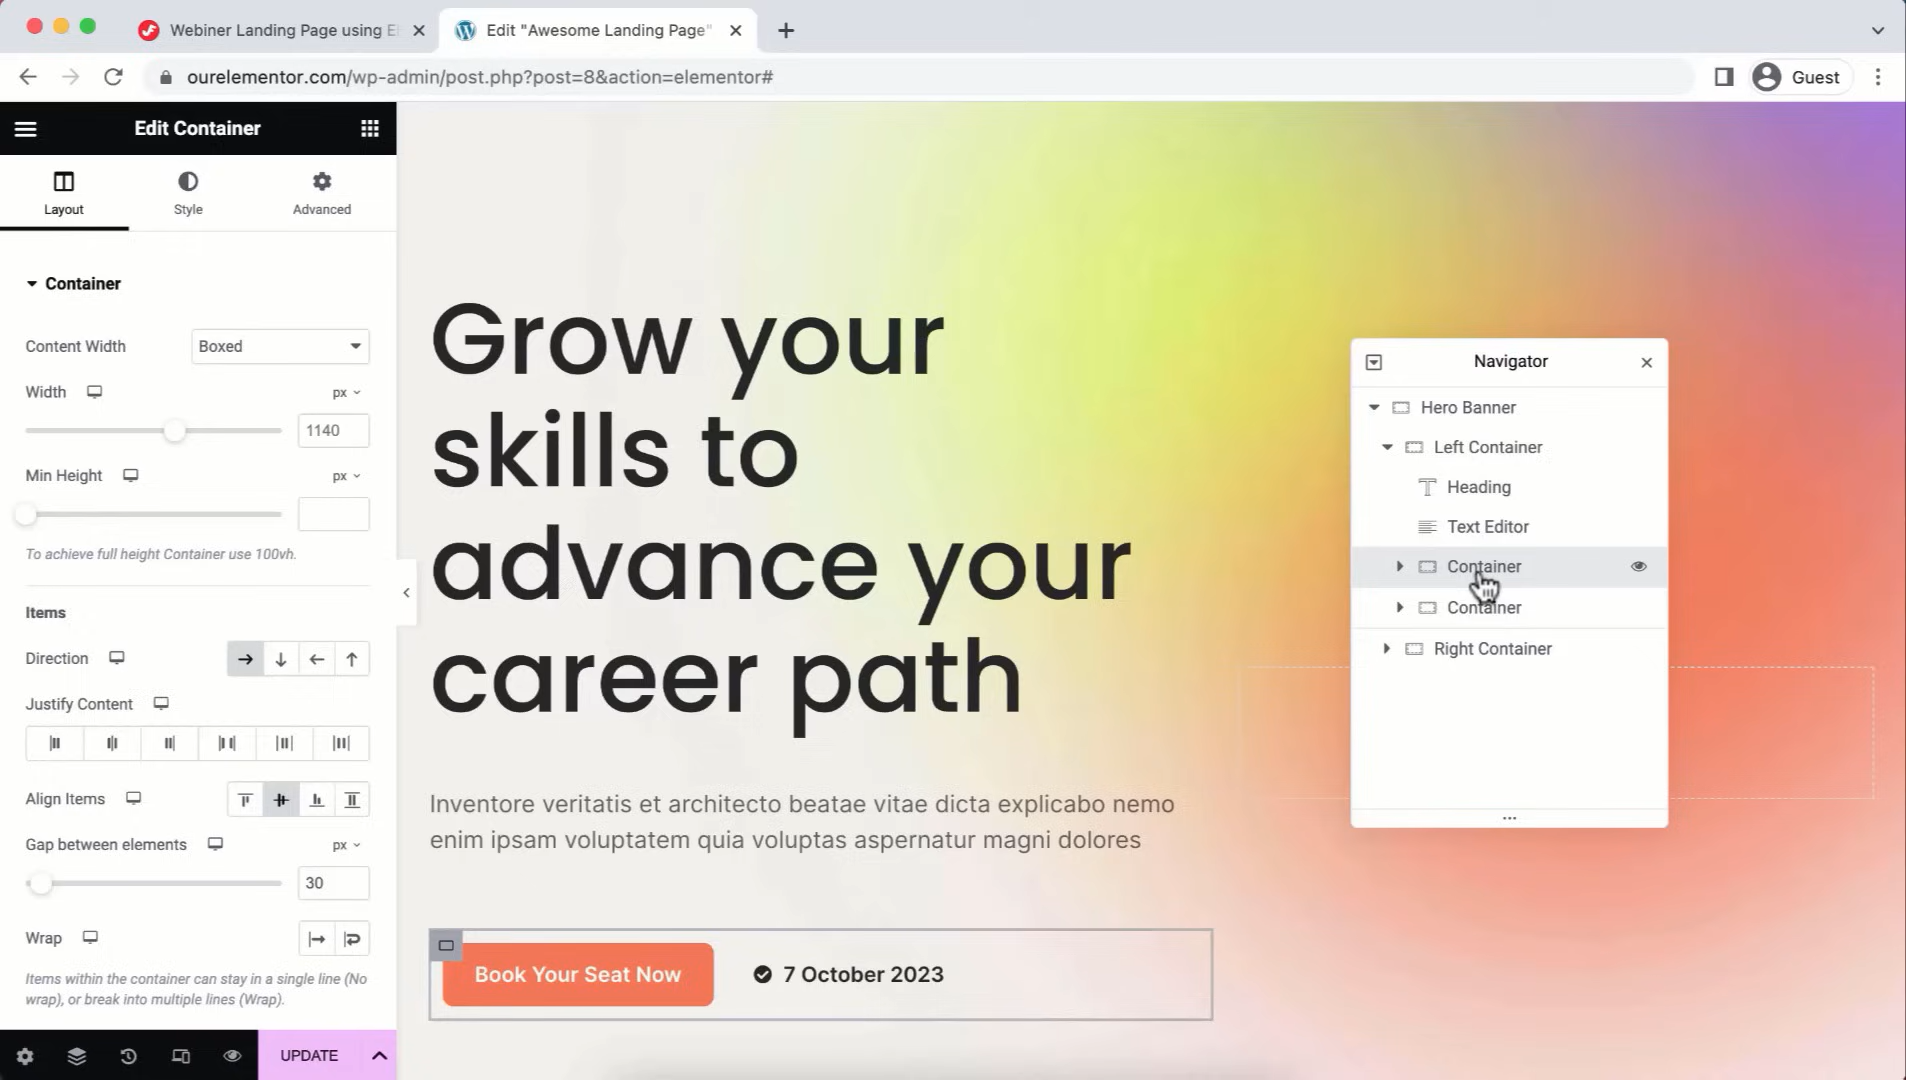 Webiner Landing Page using El
Edit "Awesome Landing Page"
ourelementor.com/wp-admin/post.php?post=8&action=elementor#
Guest
Edit Container
Layout
Style
Advanced
Container
Content Width
Boxed
Width
px
1140
Min Height
px
To achieve full height Container use 100vh.
Items
Direction
Justify Content
Align Items
Gap between elements
px
30
Wrap
Items within the container can stay in a single line (No
wrap), or break into multiple lines (Wrap).
UPDATE
Grow your
skills to
advance your
career path
Inventore veritatis et architecto beatae vitae dicta explicabo nemo
enim ipsam voluptatem quia voluptas aspernatur magni dolores
Book Your Seat Now
7 October 2023
Navigator
Hero Banner
Left Container
Heading
Text Editor
Container
Container
Right Container